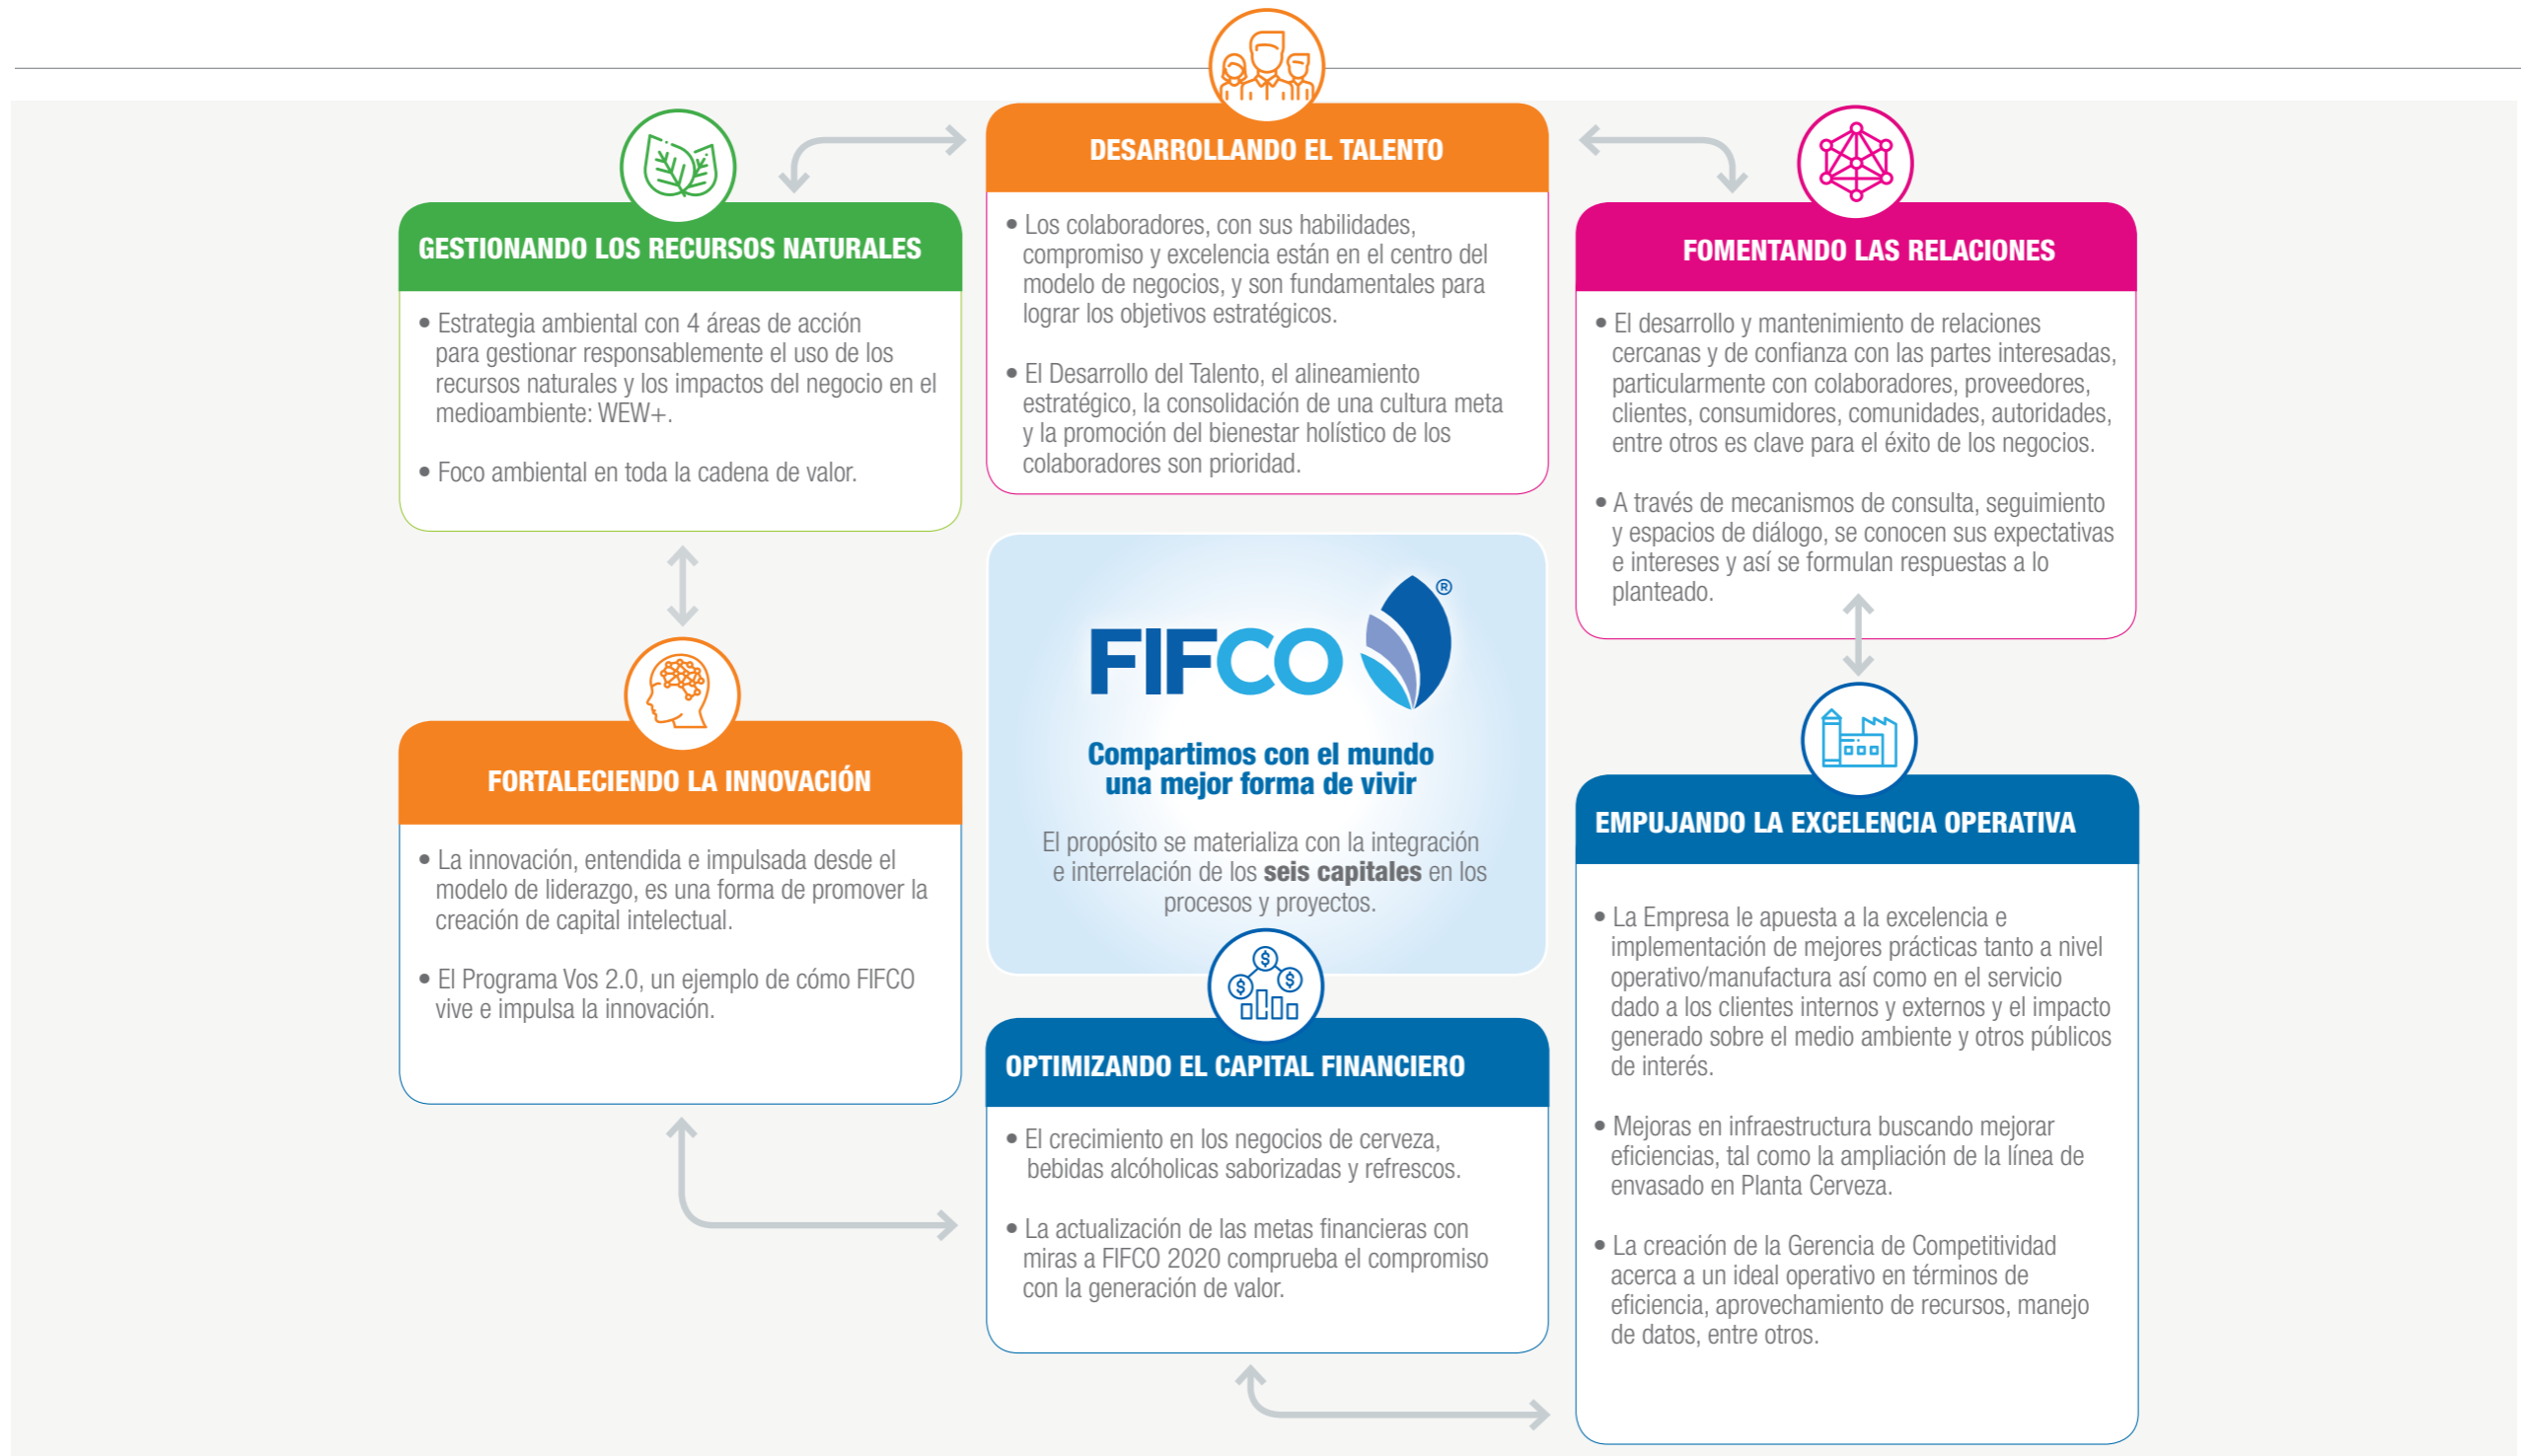 DESARROLLANDO EL TALENTO
• Los colaboradores, con sus habilidades,
compromiso y excelencia están en el centro del
modelo de negocios, y son fundamentales para
lograr los objetivos estratégicos.
• El Desarrollo del Talento, el alineamiento
estratégico, la consolidación de una cultura meta
y la promoción del bienestar holístico de los
colaboradores son prioridad.
GESTIONANDO LOS RECURSOS NATURALES
• Estrategia ambiental con 4 áreas de acción
para gestionar responsablemente el uso de los
recursos naturales y los impactos del negocio en el
medioambiente: WEW+.
• Foco ambiental en toda la cadena de valor.
FOMENTANDO LAS RELACIONES
• El desarrollo y mantenimiento de relaciones
cercanas y de confianza con las partes interesadas,
particularmente con colaboradores, proveedores,
clientes, consumidores, comunidades, autoridades,
entre otros es clave para el éxito de los negocios.
• A través de mecanismos de consulta, seguimiento
y espacios de diálogo, se conocen sus expectativas
e intereses y así se formulan respuestas a lo
planteado.
FIFCO ®
Compartimos con el mundo
una mejor forma de vivir
El propósito se materializa con la integración
e interrelación de los seis capitales en los
procesos y proyectos.
FORTALECIENDO LA INNOVACIÓN
• La innovación, entendida e impulsada desde el
modelo de liderazgo, es una forma de promover la
creación de capital intelectual.
• El Programa Vos 2.0, un ejemplo de cómo FIFCO
vive e impulsa la innovación.
$
$
$
OPTIMIZANDO EL CAPITAL FINANCIERO
• El crecimiento en los negocios de cerveza,
bebidas alcóholicas saborizadas y refrescos.
• La actualización de las metas financieras con
miras a FIFCO 2020 comprueba el compromiso
con la generación de valor.
EMPUJANDO LA EXCELENCIA OPERATIVA
• La Empresa le apuesta a la excelencia e
implementación de mejores prácticas tanto a nivel
operativo/manufactura así como en el servicio
dado a los clientes internos y externos y el impacto
generado sobre el medio ambiente y otros públicos
de interés.
• Mejoras en infraestructura buscando mejorar
eficiencias, tal como la ampliación de la línea de
envasado en Planta Cerveza.
• La creación de la Gerencia de Competitividad
acerca a un ideal operativo en términos de
eficiencia, aprovechamiento de recursos, manejo
de datos, entre otros.